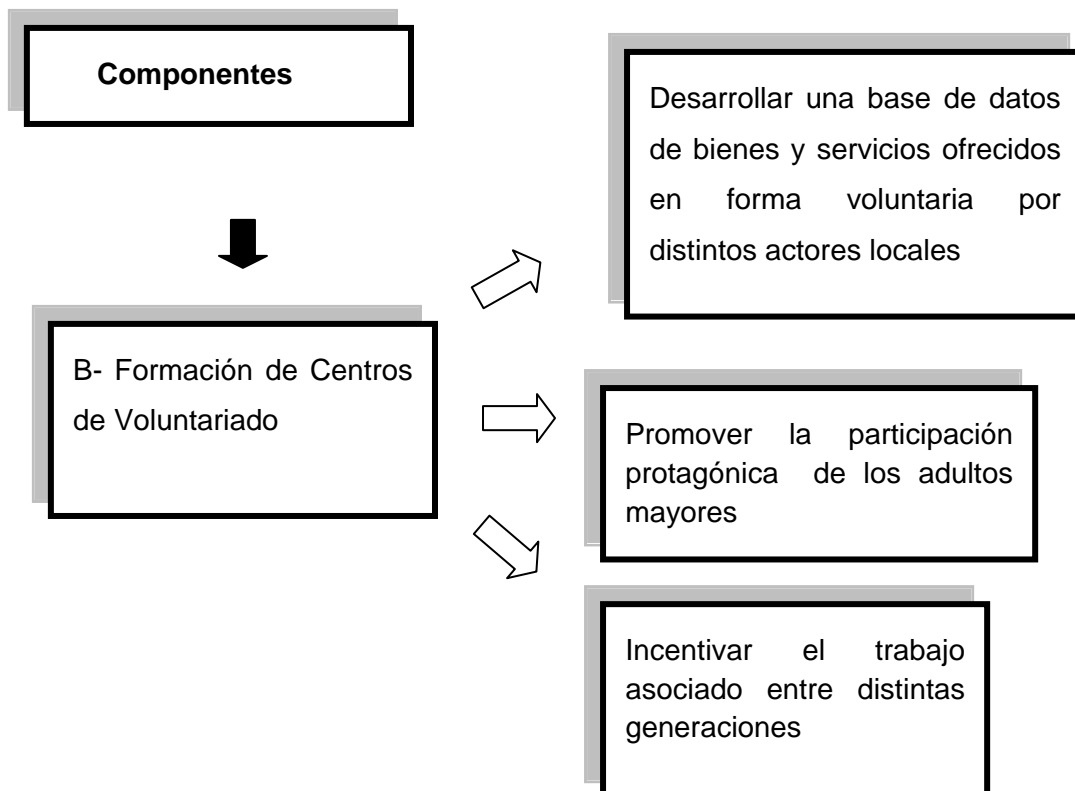 Componentes
Desarrollar una base de datos
de bienes y servicios ofrecidos
en forma voluntaria por
distintos actores locales
B- Formación de Centros
de Voluntariado
Promover la participación
protagónica de los adultos
mayores
Incentivar el trabajo
asociado entre distintas
generaciones